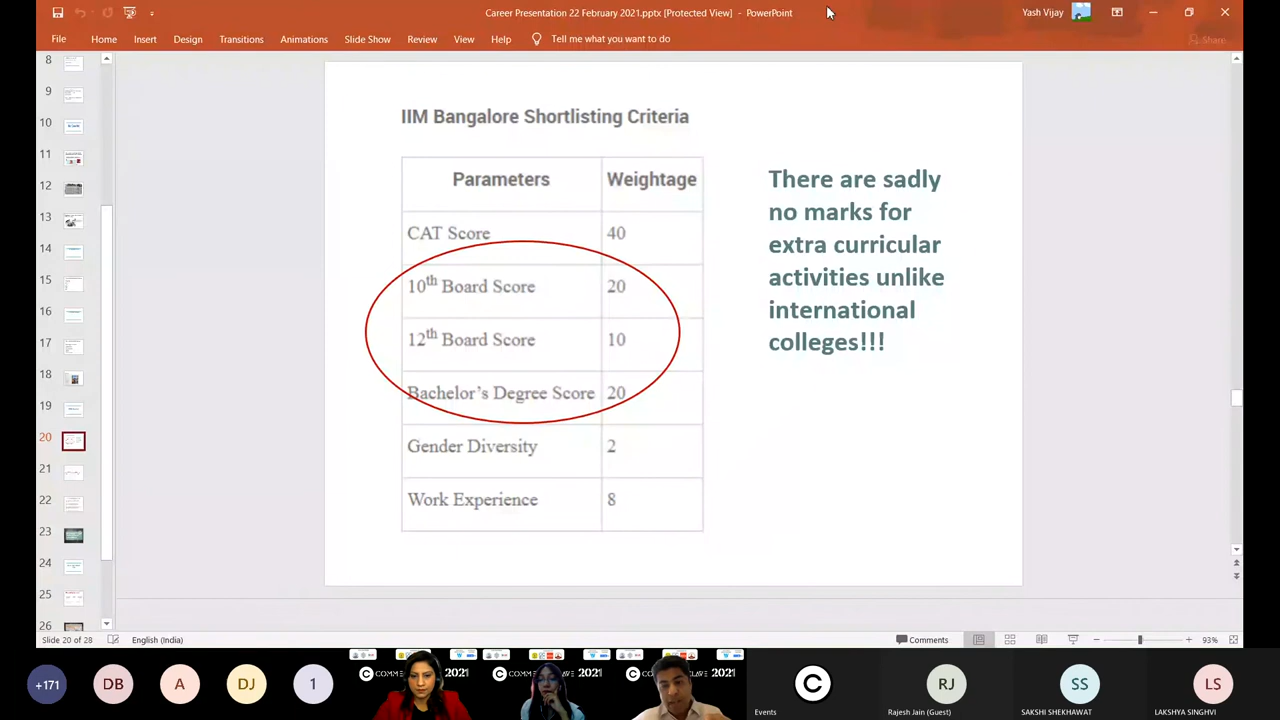 Career Presentation 22 February 2021.pptx [Protected View] - PowerPoint
Yash Vijay
File Home Insert Design Transitions Animations Slide Show Review View Help Tell me what you want to do
Share
8
9
10
11
12
13
14
15
16
17
18
19
20
21
22
23
24
25
26
IIM Bangalore Shortlisting Criteria
Parameters Weightage
CAT Score 40
10th Board Score 20
12th Board Score 10
Bachelor's Degree Score 20
Gender Diversity 2
Work Experience 8
There are sadly
no marks for
extra curricular
activities unlike
international
colleges!!!
Slide 20 of 28 English (India) Comments 93%
+171 DB A DJ 1
2021
2021
C RJ SS LS
Events Rajesh Jain (Guest) SAKSHI SHEKHAWAT LAKSHYA SINGHVI